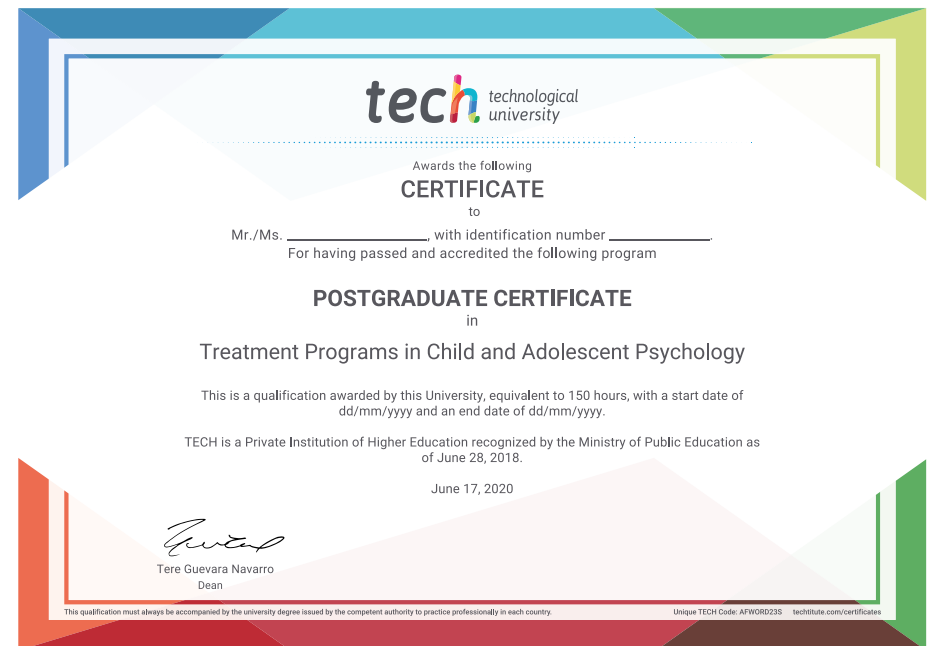 tech technological
university
Awards the following
CERTIFICATE
to
Mr./Ms. ____________________, with identification number ______________.
For having passed and accredited the following program
POSTGRADUATE CERTIFICATE
in
Treatment Programs in Child and Adolescent Psychology
This is a qualification awarded by this University, equivalent to 150 hours, with a start date of
dd/mm/yyyy and an end date of dd/mm/yyyy.
TECH is a Private Institution of Higher Education recognized by the Ministry of Public Education as
of June 28, 2018.
June 17, 2020
Tere Guevara Navarro
Dean
This qualification must always be accompanied by the university degree issued by the competent authority to practice professionally in each country.
Unique TECH Code: AFWORD23S techtitute.com/certificates